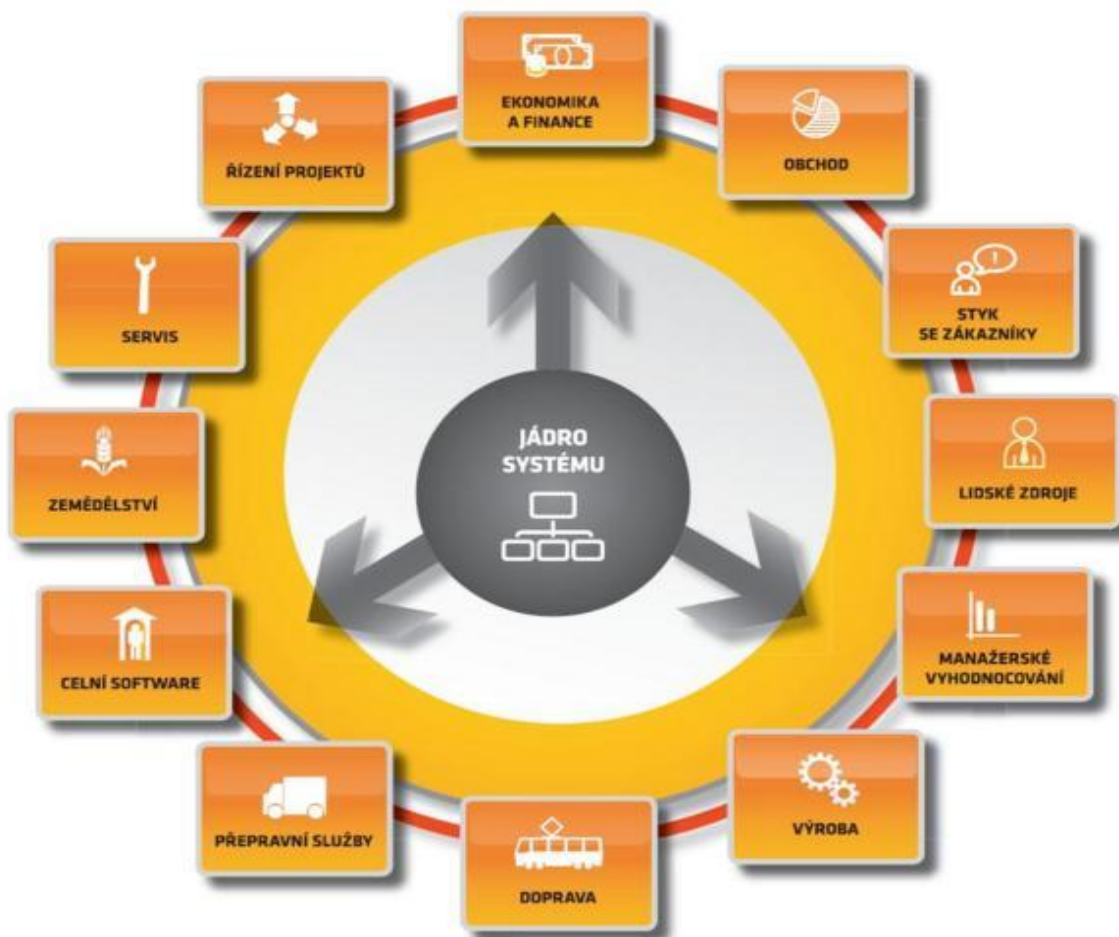 EKONOMIKA
A FINANCE
OBCHOD
STYK
SE ZÁKAZNÍKY
LIDSKÉ ZDROJE
MANAŽERSKÉ
VYHODNOCOVÁNÍ
VÝROBA
DOPRAVA
PŘEPRAVNÍ SLUŽBY
CELNÍ SOFTWARE
ZEMĚDĚLSTVÍ
SERVIS
ŘÍZENÍ PROJEKTŮ
JÁDRO
SYSTÉMU